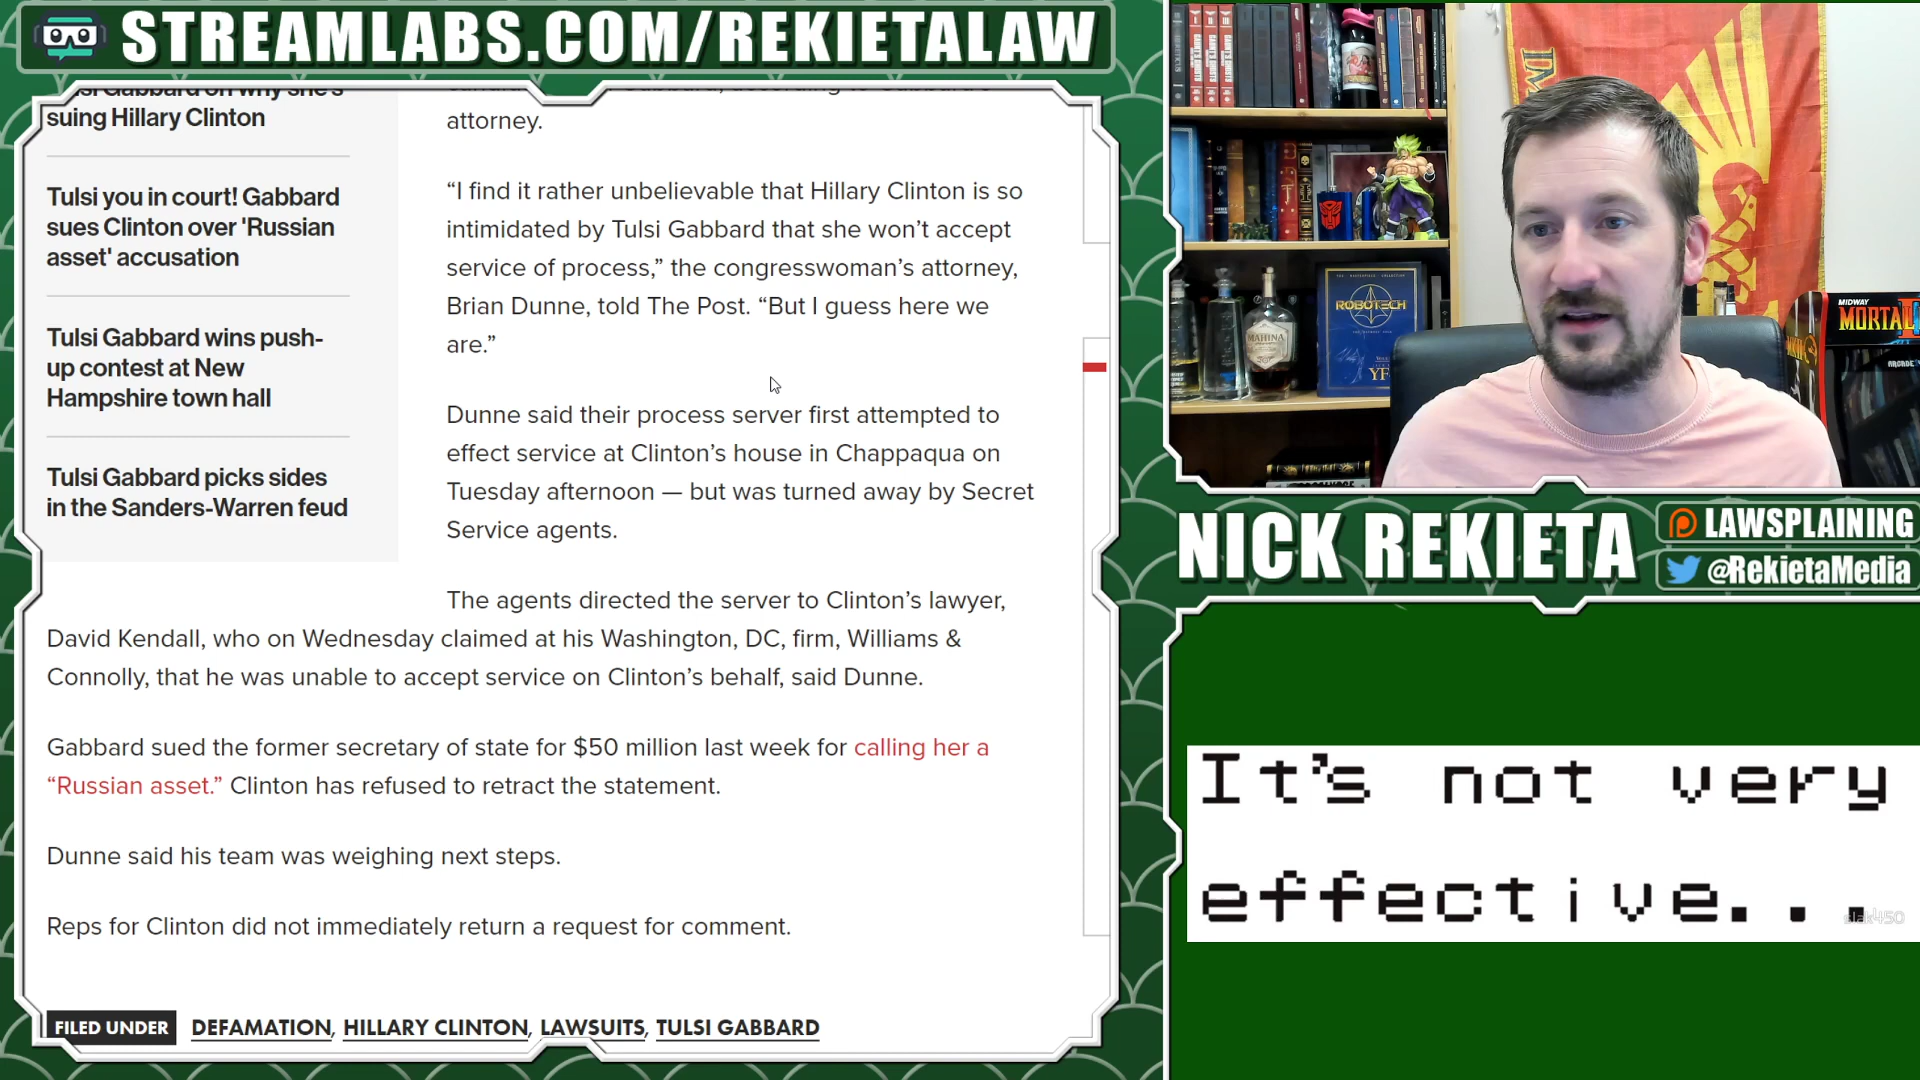 STREAMLABS.COM/REKIETALAW
suing Hillary Clinton
Tulsi you in court! Gabbard
sues Clinton over 'Russian
asset' accusation
Tulsi Gabbard wins push-
up contest at New
Hampshire town hall
Tulsi Gabbard picks sides
in the Sanders-Warren feud
attorney.
“I find it rather unbelievable that Hillary Clinton is so
intimidated by Tulsi Gabbard that she won’t accept
service of process,” the congresswoman’s attorney,
Brian Dunne, told The Post. “But I guess here we
are.”
Dunne said their process server first attempted to
effect service at Clinton’s house in Chappaqua on
Tuesday afternoon — but was turned away by Secret
Service agents.
The agents directed the server to Clinton’s lawyer,
David Kendall, who on Wednesday claimed at his Washington, DC, firm, Williams &
Connolly, that he was unable to accept service on Clinton’s behalf, said Dunne.
Gabbard sued the former secretary of state for $50 million last week for calling her a
“Russian asset.” Clinton has refused to retract the statement.
Dunne said his team was weighing next steps.
Reps for Clinton did not immediately return a request for comment.
FILED UNDER DEFAMATION, HILLARY CLINTON, LAWSUITS, TULSI GABBARD
ROBOTECH
MAHINA
MIDWAY
MORTAL
NICK REKIETA
LAWSPLAINING
@RekietaMedia
It's not very
effective...
slak450